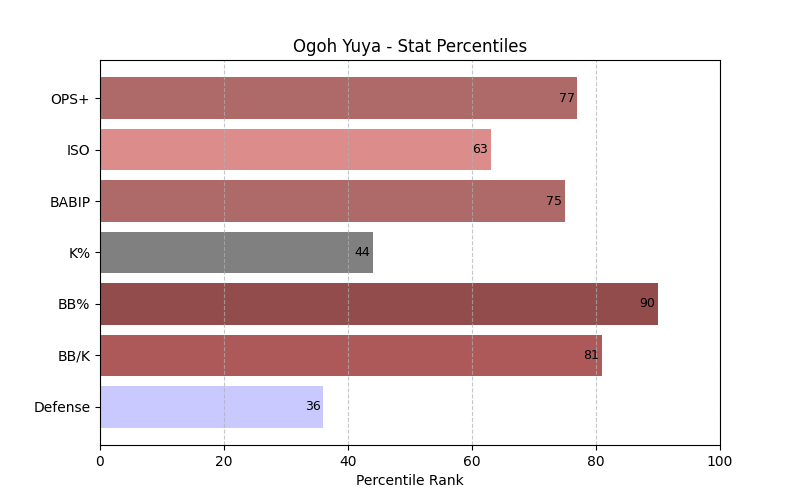 Ogoh Yuya - Stat Percentiles
OPS+ 77
ISO 63
BABIP 75
K% 44
BB% 90
BB/K 81
Defense 36
0 20 40 60 80 100
Percentile Rank